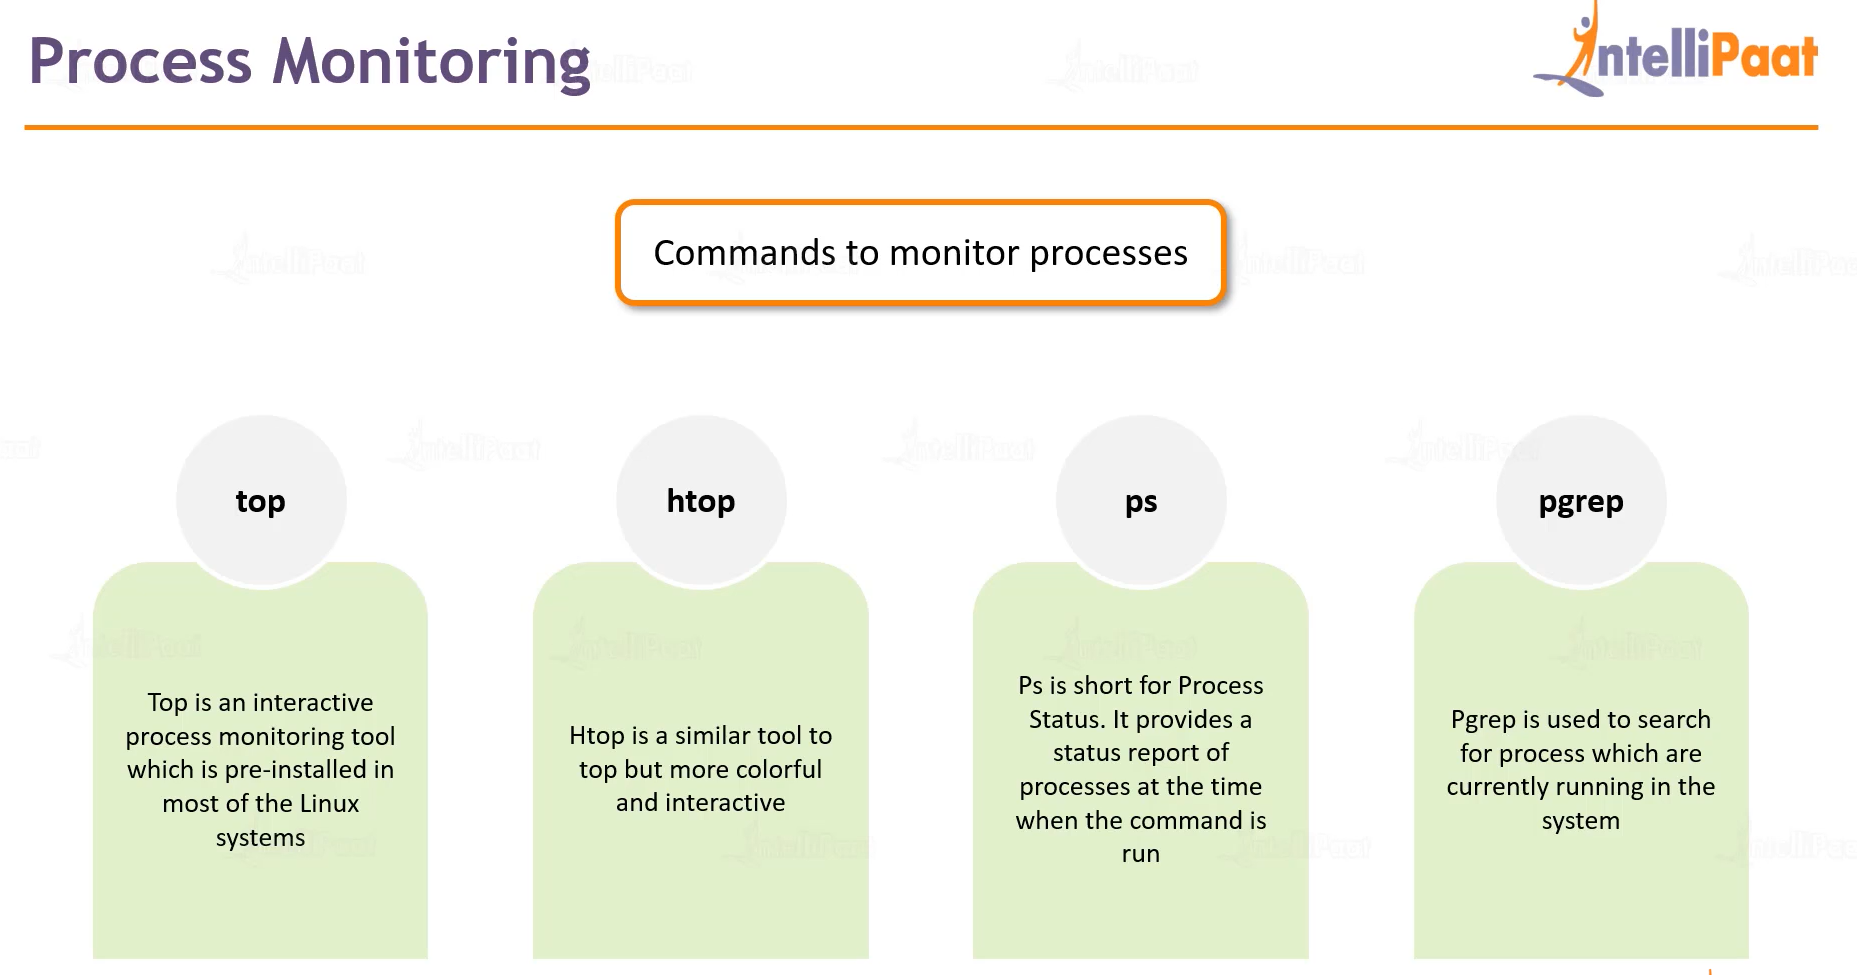 Process Monitoring
IntelliPaat
Commands to monitor processes
top
htop
ps
pgrep
Top is an interactive
process monitoring tool
which is pre-installed in
most of the Linux
systems
Htop is a similar tool to
top but more colorful
and interactive
Ps is short for Process
Status. It provides a
status report of
processes at the time
when the command is
run
Pgrep is used to search
for process which are
currently running in the
system